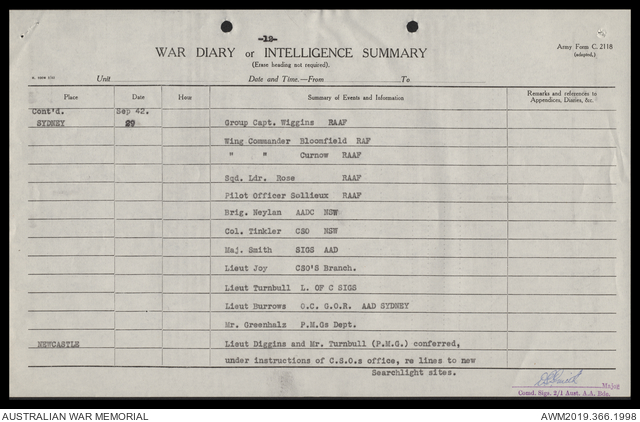 -19-
WAR DIARY or INTELLIGENCE SUMMARY
(Erase heading not required).
Army Form C. 2118
(adapted.)
Unit Date and Time.—From To
Place Date Hour Summary of Events and Information Remarks and references to
Appendices, Diaries, &c.
Cont'd. Sep 42.
SYDNEY 29 Group Capt. Wiggins RAAF
Wing Commander Bloomfield RAF
" " Curnow RAAF
Sqd. Ldr. Rose RAAF
Pilot Officer Sollieux RAAF
Brig. Neylan AADC NSW
Col. Tinkler CSO NSW
Maj. Smith SIGS AAD
Lieut Joy CSO'S Branch.
Lieut Turnbull L. OF C SIGS
Lieut Burrows O.C. G.O.R. AAD SYDNEY
Mr. Greenhals P.M.Gs Dept.
NEWCASTLE Lieut Diggins and Mr. Turnbull (P.M.G.) conferred,
under instructions of C.S.O.s office, re lines to new
Searchlight sites.
Major
Comd. Sigs. 2/1 Aust. A.A. Bde.
AUSTRALIAN WAR MEMORIAL AWM2019.366.1998